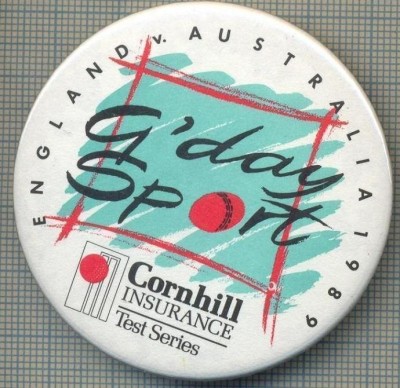 ENGLAND v. AUSTRALIA 1989
G'day
Sport
Cornhill
INSURANCE
Test Series